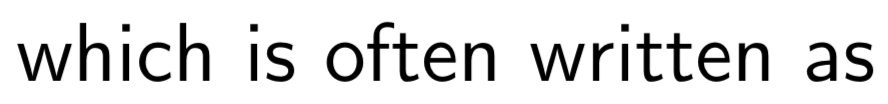 which is often written as